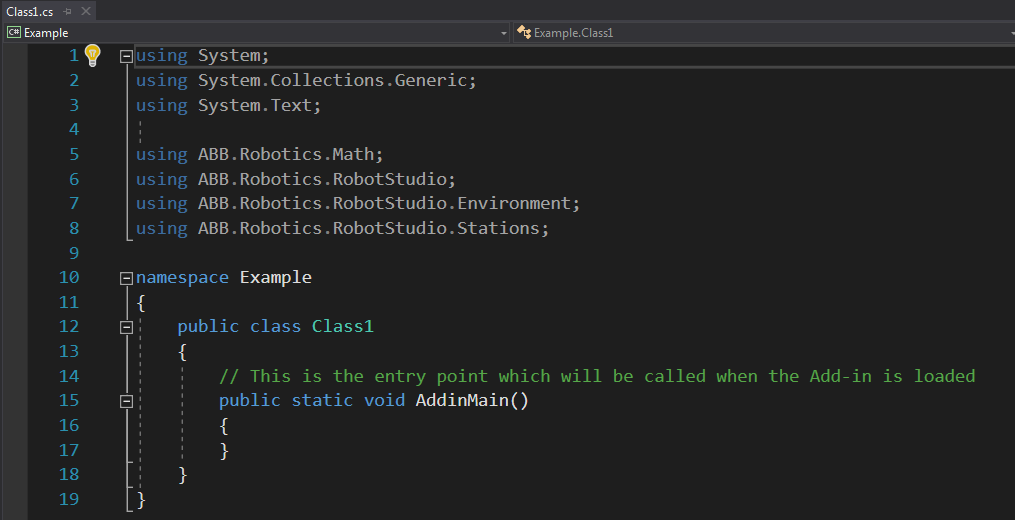 Class1.cs
C# Example
Example.Class1
1 using System;
2 using System.Collections.Generic;
3 using System.Text;
4
5 using ABB.Robotics.Math;
6 using ABB.Robotics.RobotStudio;
7 using ABB.Robotics.RobotStudio.Environment;
8 using ABB.Robotics.RobotStudio.Stations;
9
10 namespace Example
11 {
12     public class Class1
13     {
14         // This is the entry point which will be called when the Add-in is loaded
15         public static void AddinMain()
16         {
17         }
18     }
19 }